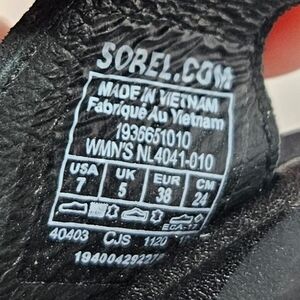 SOREL.COM
MADE IN VIETNAM
Fabriqué Au Vietnam
1936651010
WMN'S NL4041-010
USA UK EUR CM
7 5 38 24
40403 CJS 1120